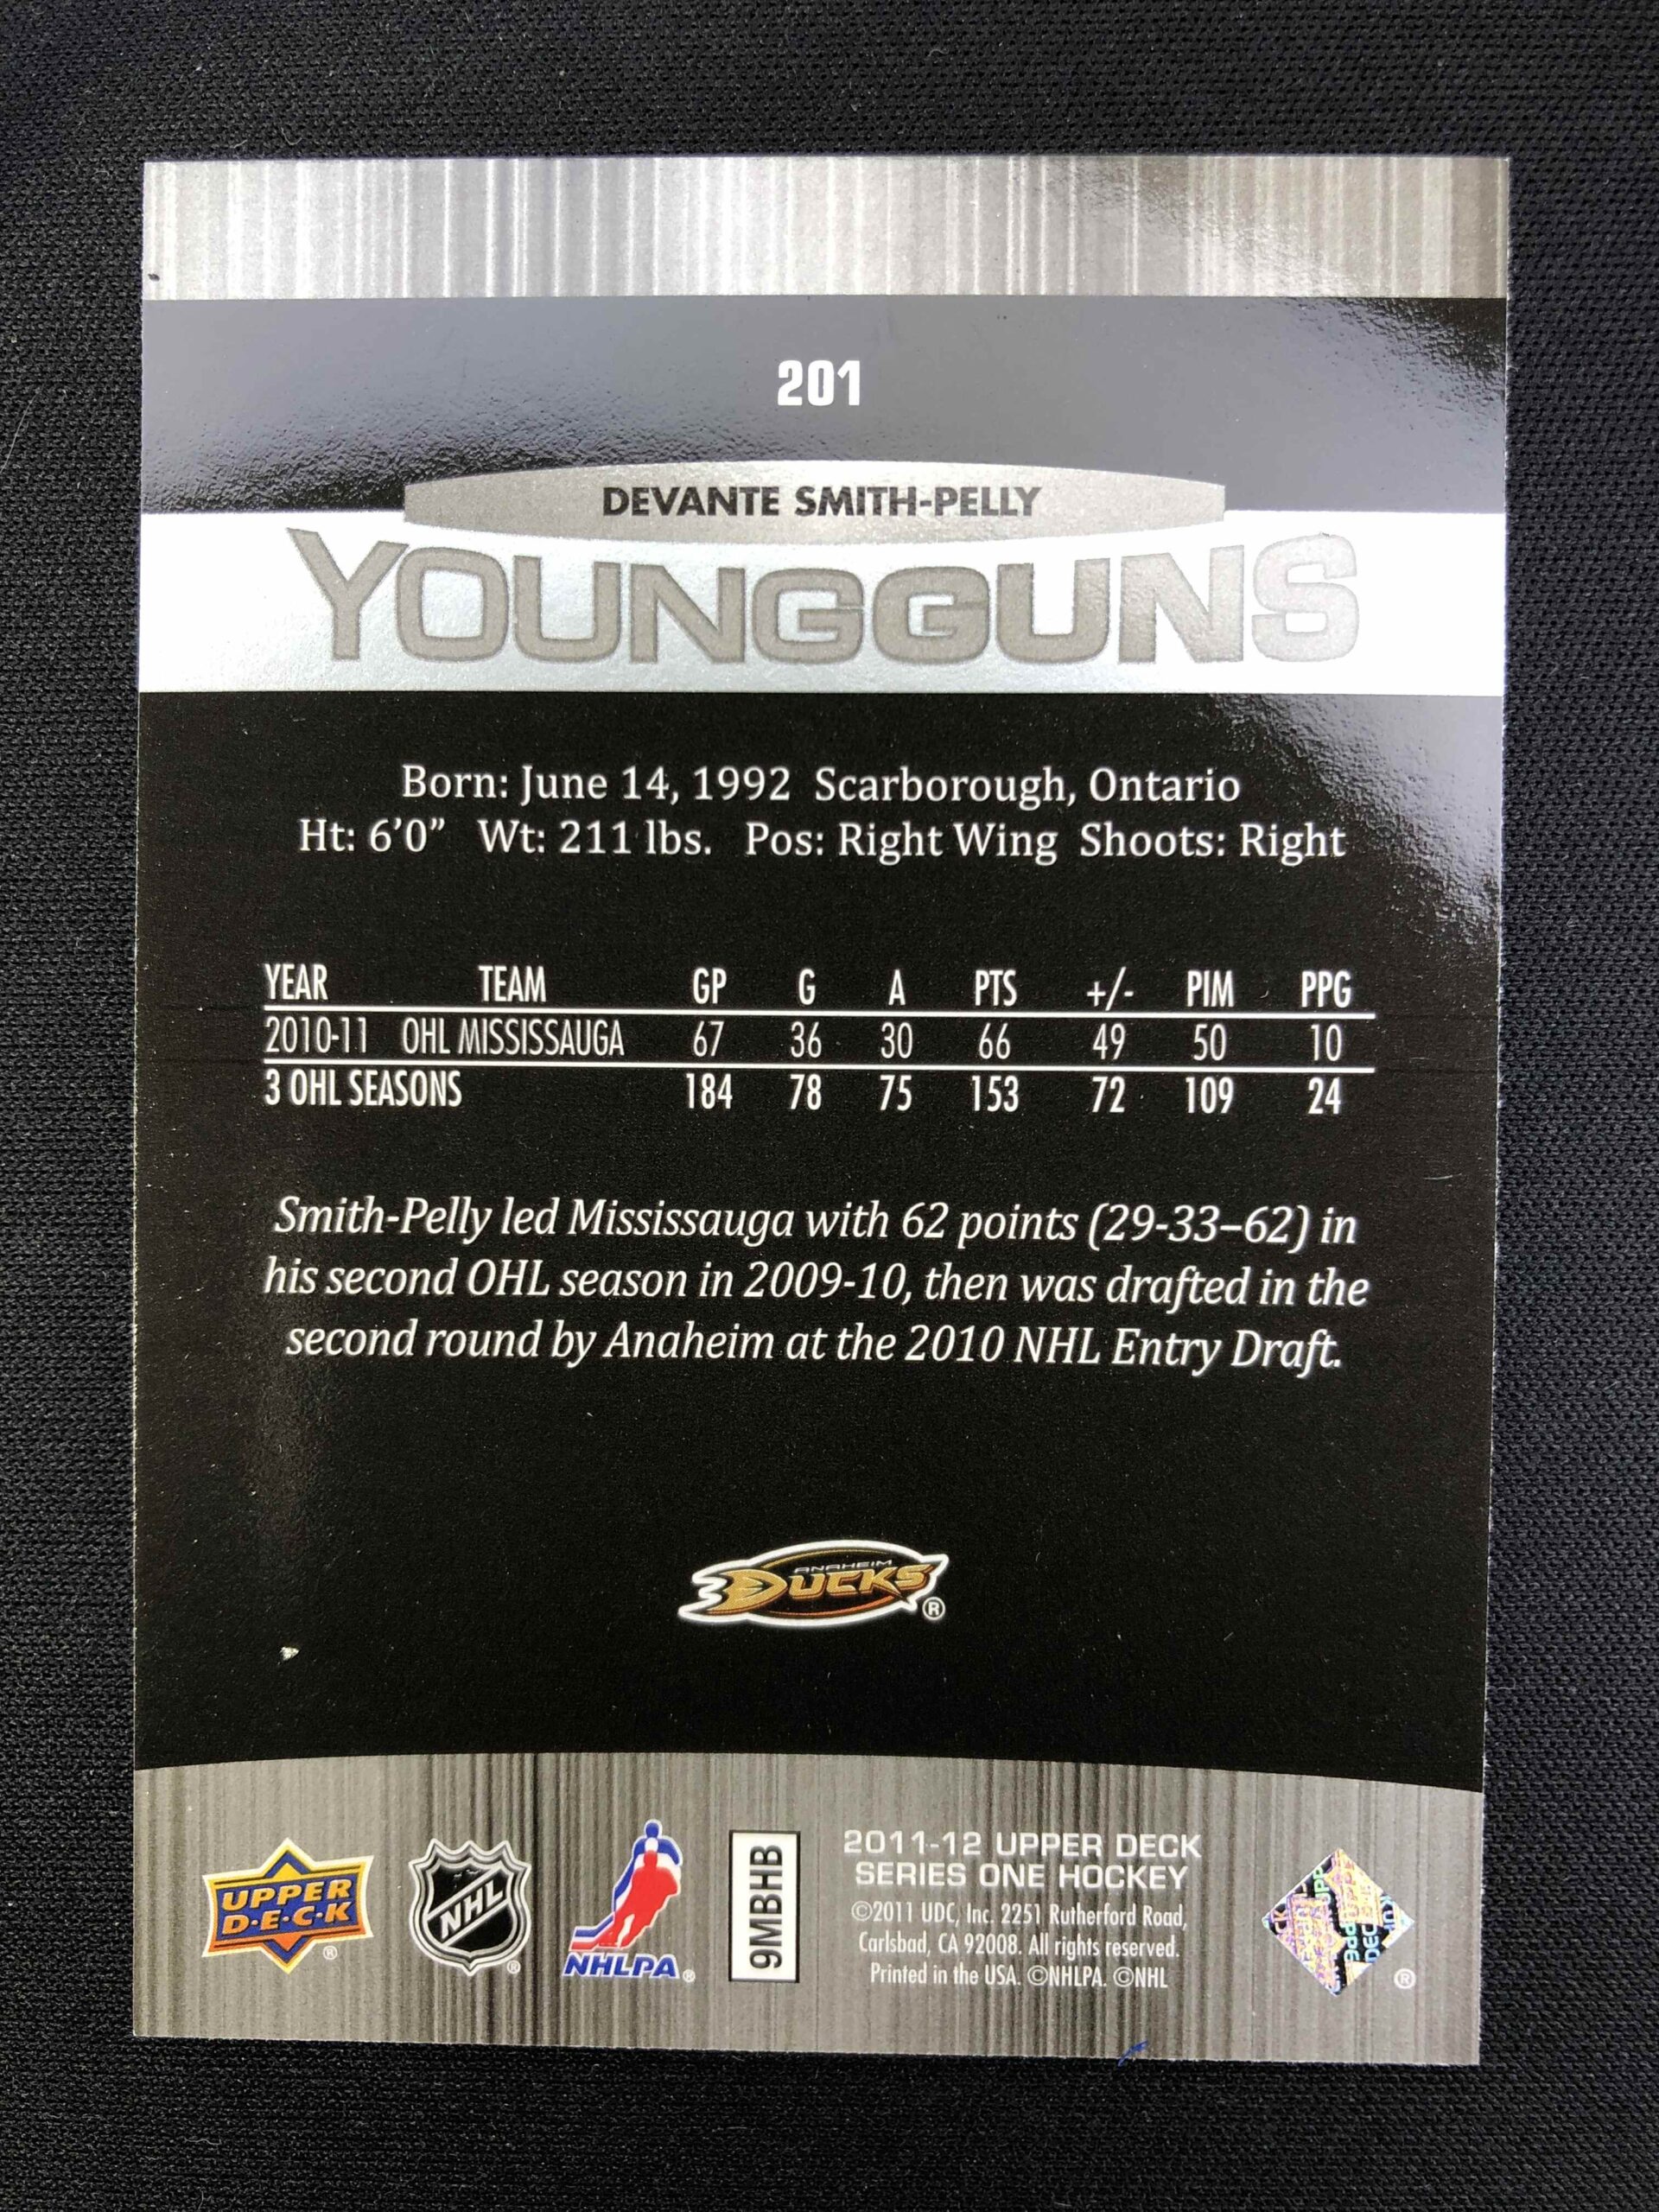 201
DEVANTE SMITH-PELLY
YOUNGGUNS
Born: June 14, 1992 Scarborough, Ontario
Ht: 6'0" Wt: 211 lbs. Pos: Right Wing Shoots: Right
YEAR TEAM GP G A PTS +/- PIM PPG
2010-11 OHL MISSISSAUGA 67 36 30 66 49 50 10
3 OHL SEASONS 184 78 75 153 72 109 24
Smith-Pelly led Mississauga with 62 points (29-33–62) in
his second OHL season in 2009-10, then was drafted in the
second round by Anaheim at the 2010 NHL Entry Draft.
ANAHEIM
DUCKS®
UPPER
D·E·C·K®
NHL®
NHLPA®
9MBHB
2011-12 UPPER DECK
SERIES ONE HOCKEY
©2011 UDC, Inc. 2251 Rutherford Road,
Carlsbad, CA 92008. All rights reserved.
Printed in the USA. ©NHLPA. ©NHL
®